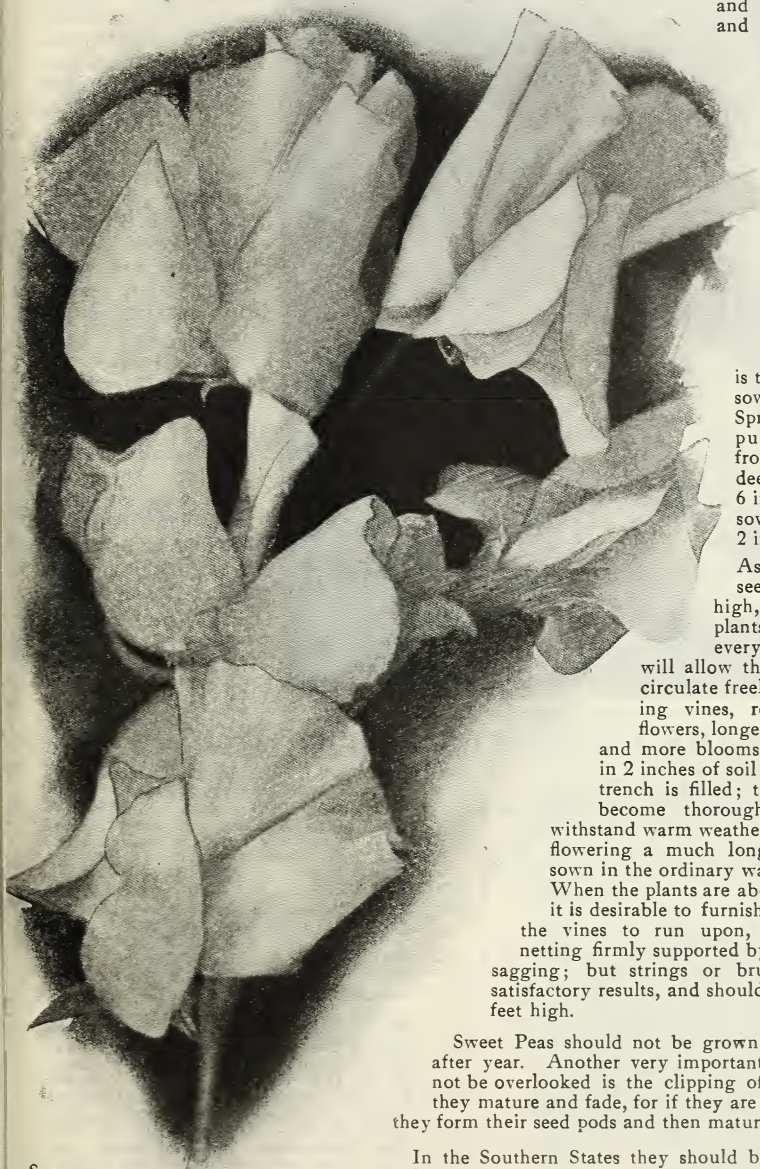 and
and
is t
sov
Spr
pu
fro
dee
6 i
sov
2 i
As
see
high,
plants
every
will allow th
circulate freel
ing vines, r
flowers, longe
and more blooms
in 2 inches of soil
trench is filled; t
become thorough
withstand warm weathe
flowering a much long
sown in the ordinary wa
When the plants are ab
it is desirable to furnish
the vines to run upon,
netting firmly supported b
sagging; but strings or bru
satisfactory results, and should
feet high.
Sweet Peas should not be grown
after year. Another very important
not be overlooked is the clipping of
they mature and fade, for if they are
they form their seed pods and then matur
In the Southern States they should b